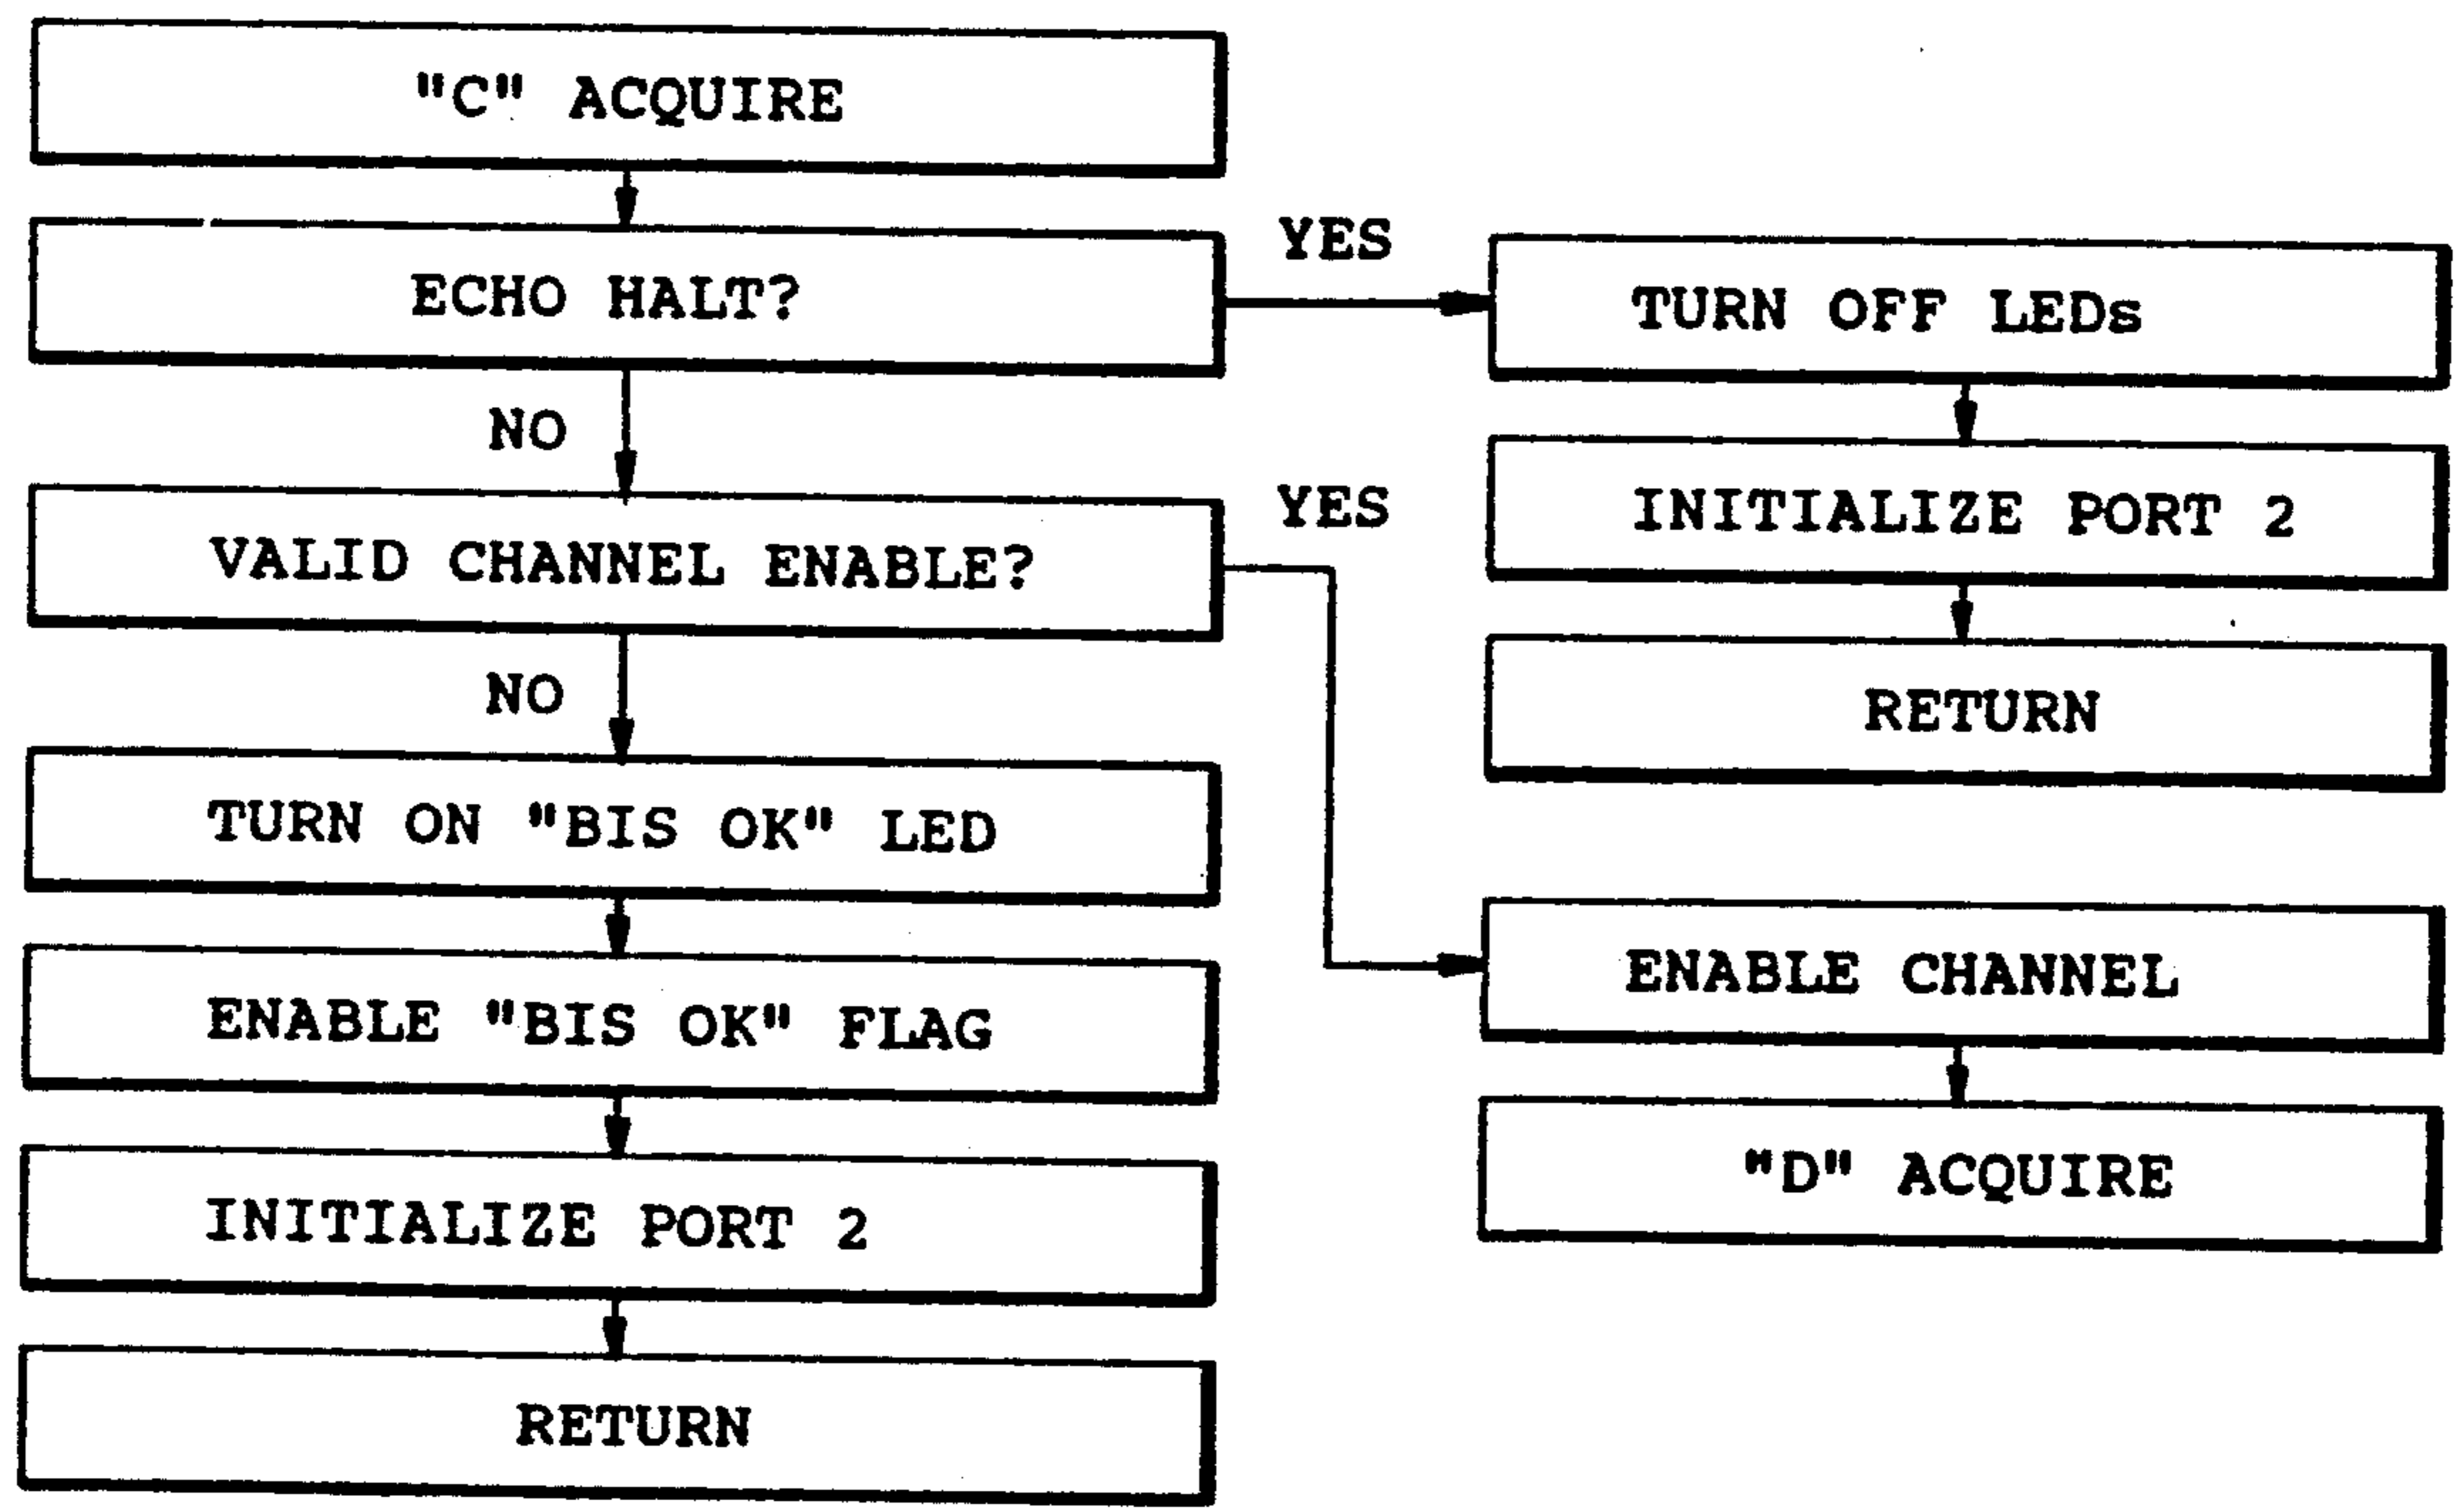 "C" ACQUIRE
ECHO HALT?
YES
TURN OFF LEDs
NO
INITIALIZE PORT 2
VALID CHANNEL ENABLE?
YES
RETURN
NO
TURN ON "BIS OK" LED
ENABLE CHANNEL
ENABLE "BIS OK" FLAG
"D" ACQUIRE
INITIALIZE PORT 2
RETURN